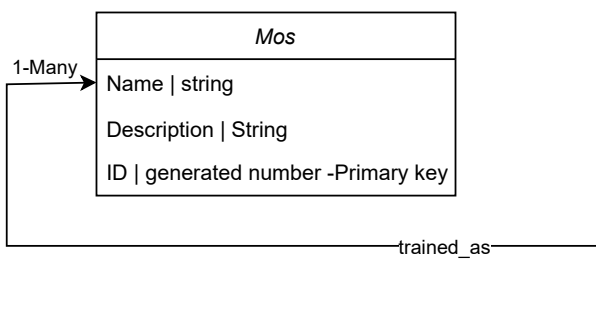 Mos
1-Many
Name | string
Description | String
ID | generated number -Primary key
trained_as